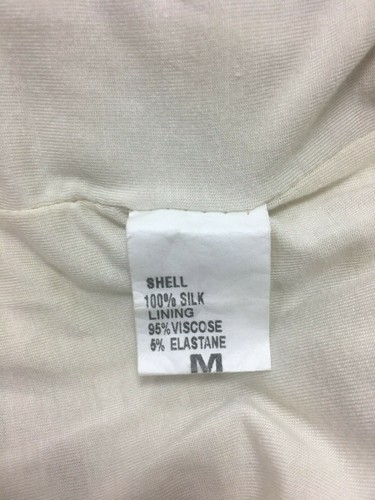 SHELL
100% SILK
LINING
95% VISCOSE
5% ELASTANE
M